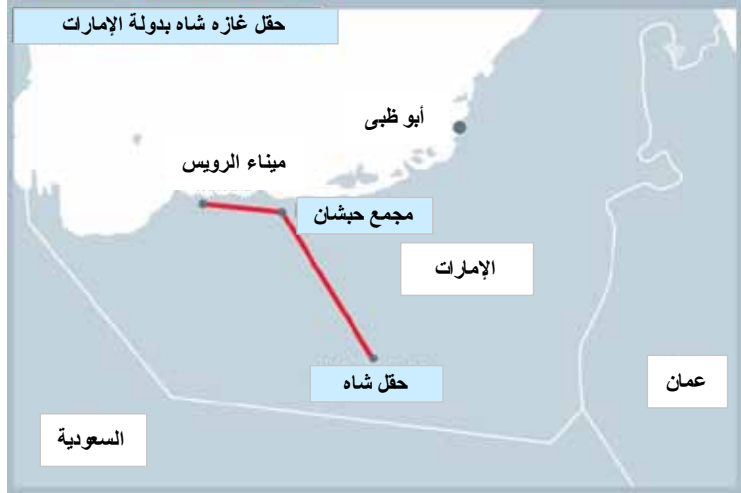 حقل غازه شاه بدولة الإمارات
أبو ظبى
ميناء الرويس
مجمع حبشان
الإمارات
حقل شاه
عمان
السعودية